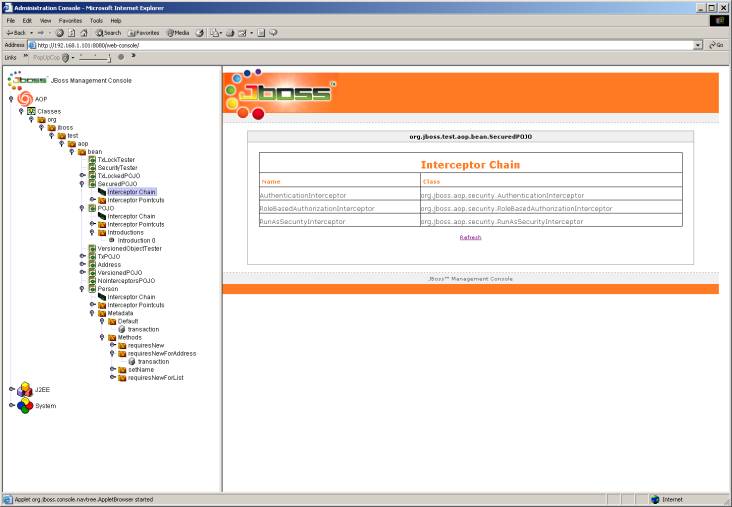 Administration Console - Microsoft Internet Explorer
File Edit View Favorites Tools Help
Back Search Favorites Media
Address http://192.168.1.101:8080/web-console/ Go
Links » PopUpCop »
JBoss JBoss Management Console
AOP
Classes
org
jboss
test
aop
bean
TxLockTester
SecurityTester
TxLockedPOJO
SecuredPOJO
Interceptor Chain
Interceptor Pointcuts
POJO
Interceptor Chain
Interceptor Pointcuts
Introductions
Introduction 0
VersionedObjectTester
TxPOJO
Address
VersionedPOJO
NoInterceptorsPOJO
Person
Interceptor Chain
Interceptor Pointcuts
Metadata
Default
transaction
Methods
requiresNew
requiresNewForAddress
transaction
setName
requiresNewForList
J2EE
System
JBoss
org.jboss.test.aop.bean.SecuredPOJO
Interceptor Chain
Name Class
AuthenticationInterceptor org.jboss.aop.security.AuthenticationInterceptor
RoleBasedAuthorizationInterceptor org.jboss.aop.security.RoleBasedAuthorizationInterceptor
RunAsSecurityInterceptor org.jboss.aop.security.RunAsSecurityInterceptor
Refresh
JBoss™ Management Console
Applet org.jboss.console.navtree.AppletBrowser started Internet